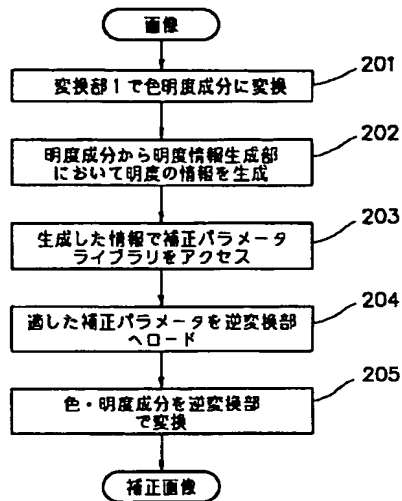 画像
変換部1で色明度成分に変換
201
明度成分から明度情報生成部
において明度の情報を生成
202
生成した情報で補正パラメータ
ライブラリをアクセス
203
適した補正パラメータを逆変換部
へロード
204
色・明度成分を逆変換部
で変換
205
補正画像